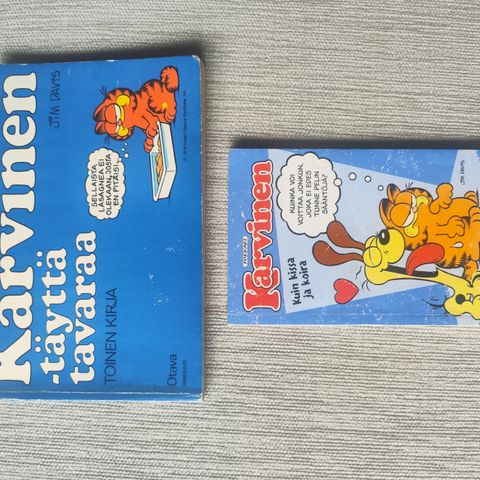 Karvinen
-täyttä
tavaraa
TOINEN KIRJA
JIM DAVIS
SELLAISTA
LASAGNEA EI
OLEKAAN, JOSTA
EN PITÄISI.
Otava
Karvinen
Kuin kissa
ja koira
KUINKA VOI
VOITTAA JONKUN,
JOKA EI EDES
TUNNE PELIN
SÄÄNTÖJÄ?
JIM DAVIS